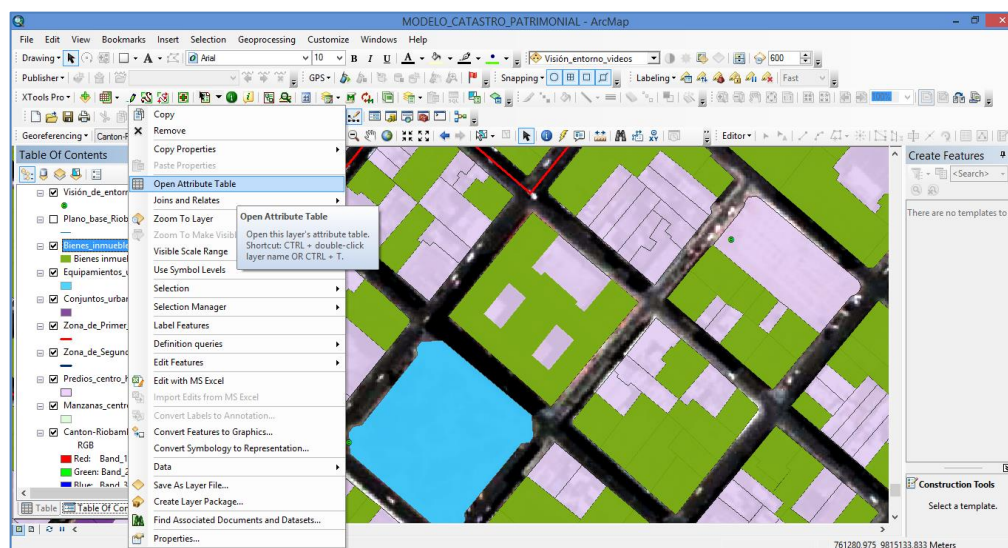 MODELO_CATASTRO_PATRIMONIAL - ArcMap
File Edit View Bookmarks Insert Selection Geoprocessing Customize Windows Help
Drawing A Arial 10 B I U A Visión_entorno_videos 600
Publisher GPS Snapping Labeling Fast
XTools Pro 100%
Georeferencing Editor
Table Of Contents
Visión_de_entor
Plano_base_Riob
Bienes_inmueble
Bienes inmuel
Equipamientos_u
Conjuntos_urbar
Zona_de_Primer_
Zona_de_Segund
Predios_centro_h
Manzanas_centr
Canton-Riobam
RGB
Red: Band_1
Green: Band_2
Blue: Band_3
Table Table Of Con
Copy
Remove
Copy Properties
Paste Properties
Open Attribute Table
Joins and Relates
Zoom To Layer
Zoom To Make Visib
Visible Scale Range
Use Symbol Levels
Selection
Selection Manager
Label Features
Definition queries
Edit Features
Edit with MS Excel
Import Edits from MS Excel
Convert Labels to Annotation...
Convert Features to Graphics...
Convert Symbology to Representation...
Data
Save As Layer File...
Create Layer Package...
Find Associated Documents and Datasets...
Properties...
Open Attribute Table
Open this layer's attribute table.
Shortcut: CTRL + double-click
layer name OR CTRL + T.
Create Features
<Search>
There are no templates to
Construction Tools
Select a template.
761280.975 9815133.833 Meters